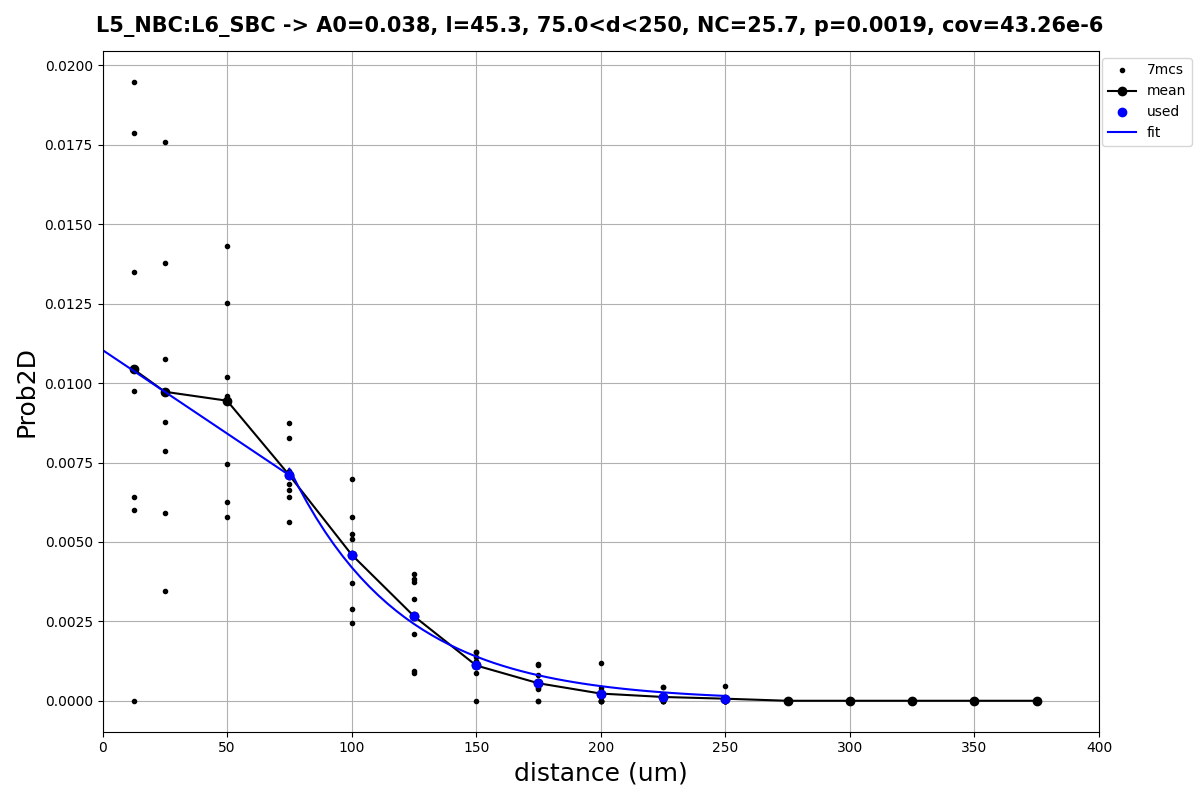 L5_NBC:L6_SBC -> A0=0.038, l=45.3, 75.0<d<250, NC=25.7, p=0.0019, cov=43.26e-6
7mcs
mean
used
fit
Prob2D
0.0200
0.0175
0.0150
0.0125
0.0100
0.0075
0.0050
0.0025
0.0000
0 50 100 150 200 250 300 350 400
distance (um)